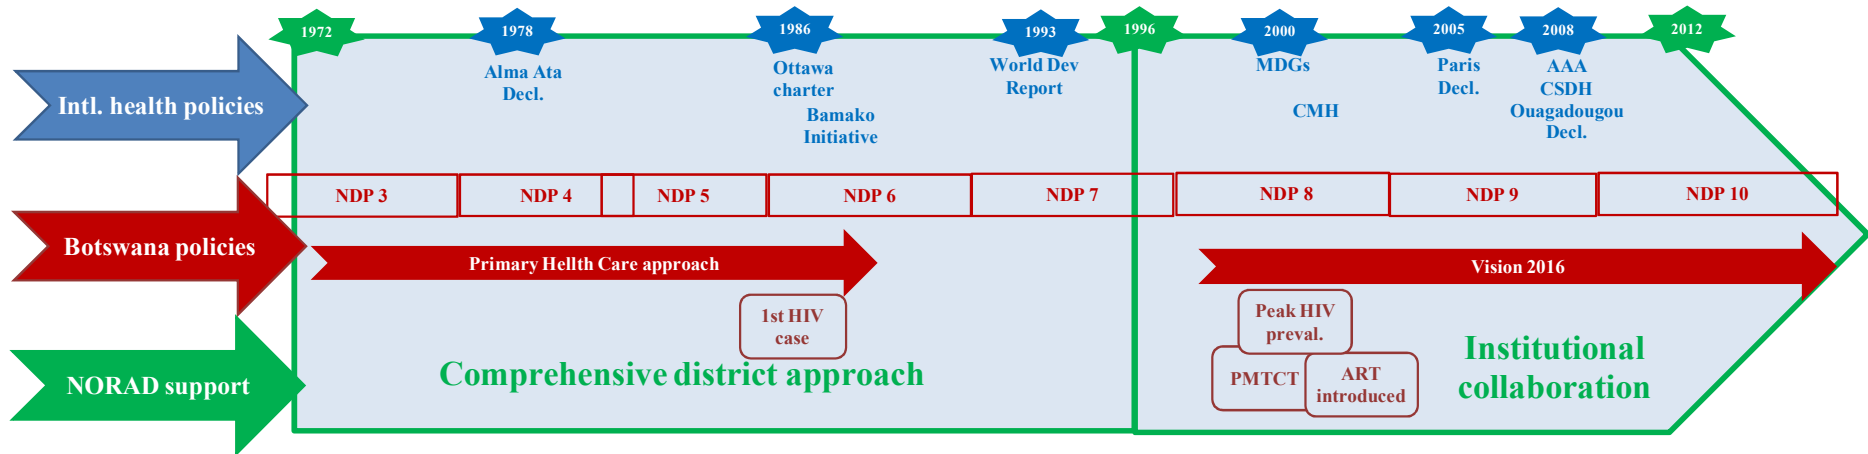 1972
1978
1986
1993
1996
2000
2005
2008
2012
Intl. health policies
Alma Ata
Decl.
Ottawa
charter
Bamako
Initiative
World Dev
Report
MDGs
CMH
Paris
Decl.
AAA
CSDH
Ouagadougou
Decl.
Botswana policies
NDP 3
NDP 4
NDP 5
NDP 6
NDP 7
NDP 8
NDP 9
NDP 10
Primary Hellth Care approach
Vision 2016
1st HIV
case
Peak HIV
preval.
PMTCT
ART
introduced
NORAD support
Comprehensive district approach
Institutional
collaboration